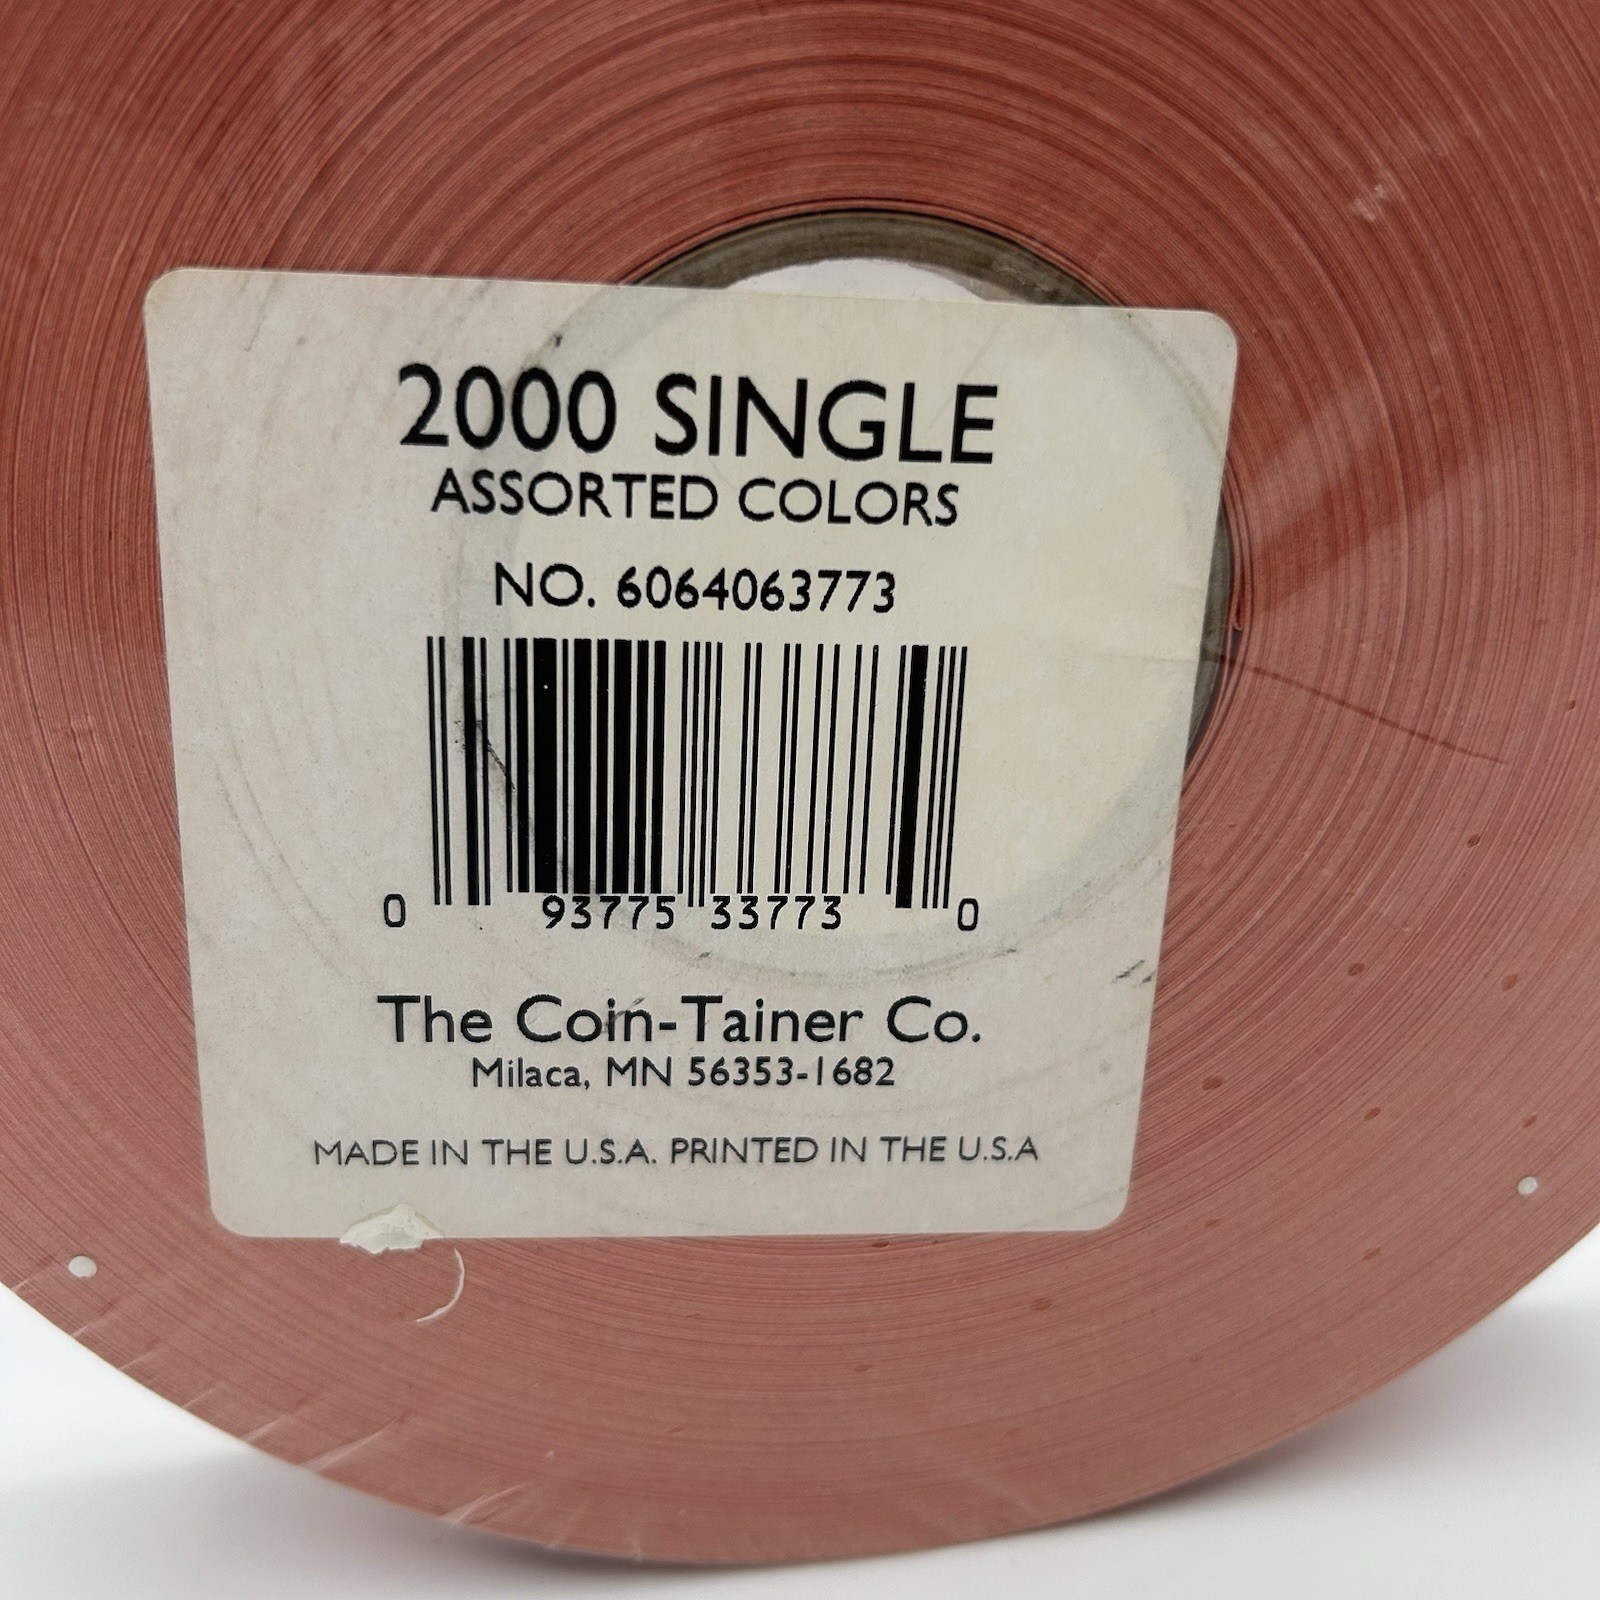 2000 SINGLE
ASSORTED COLORS
NO. 6064063773
0 93775 33773 0
The Coin-Tainer Co.
Milaca, MN 56353-1682
MADE IN THE U.S.A. PRINTED IN THE U.S.A